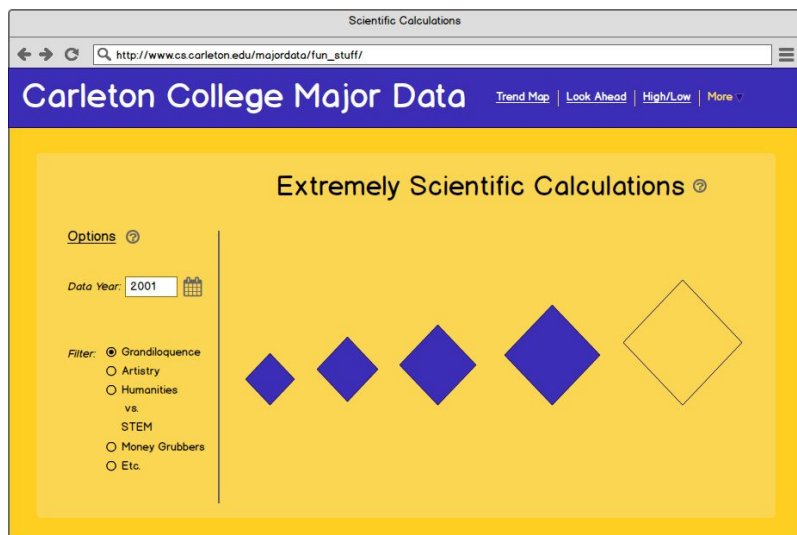 Scientific Calculations
http://www.cs.carleton.edu/majordata/fun_stuff/
Carleton College Major Data Trend Map | Look Ahead | High/Low | More
Extremely Scientific Calculations ?
Options ?
Data Year: 2001
Filter: Grandiloquence
Artistry
Humanities
vs.
STEM
Money Grubbers
Etc.